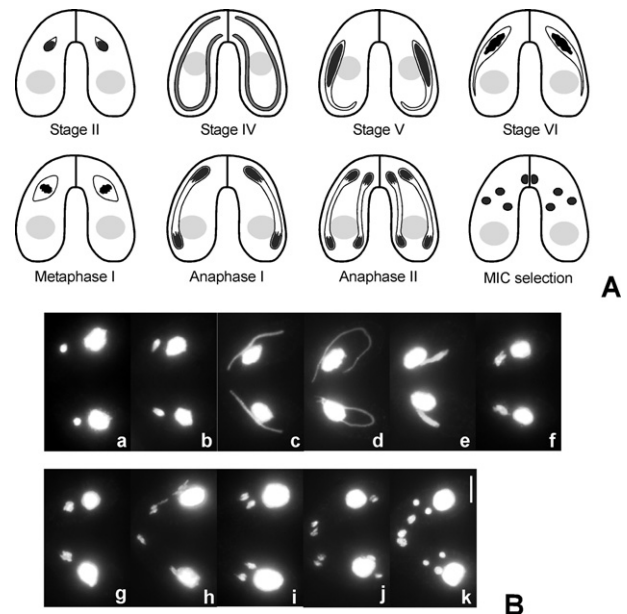 Stage II Stage IV Stage V Stage VI
Metaphase I Anaphase I Anaphase II MIC selection
A
a b c d e f
g h i j k
B